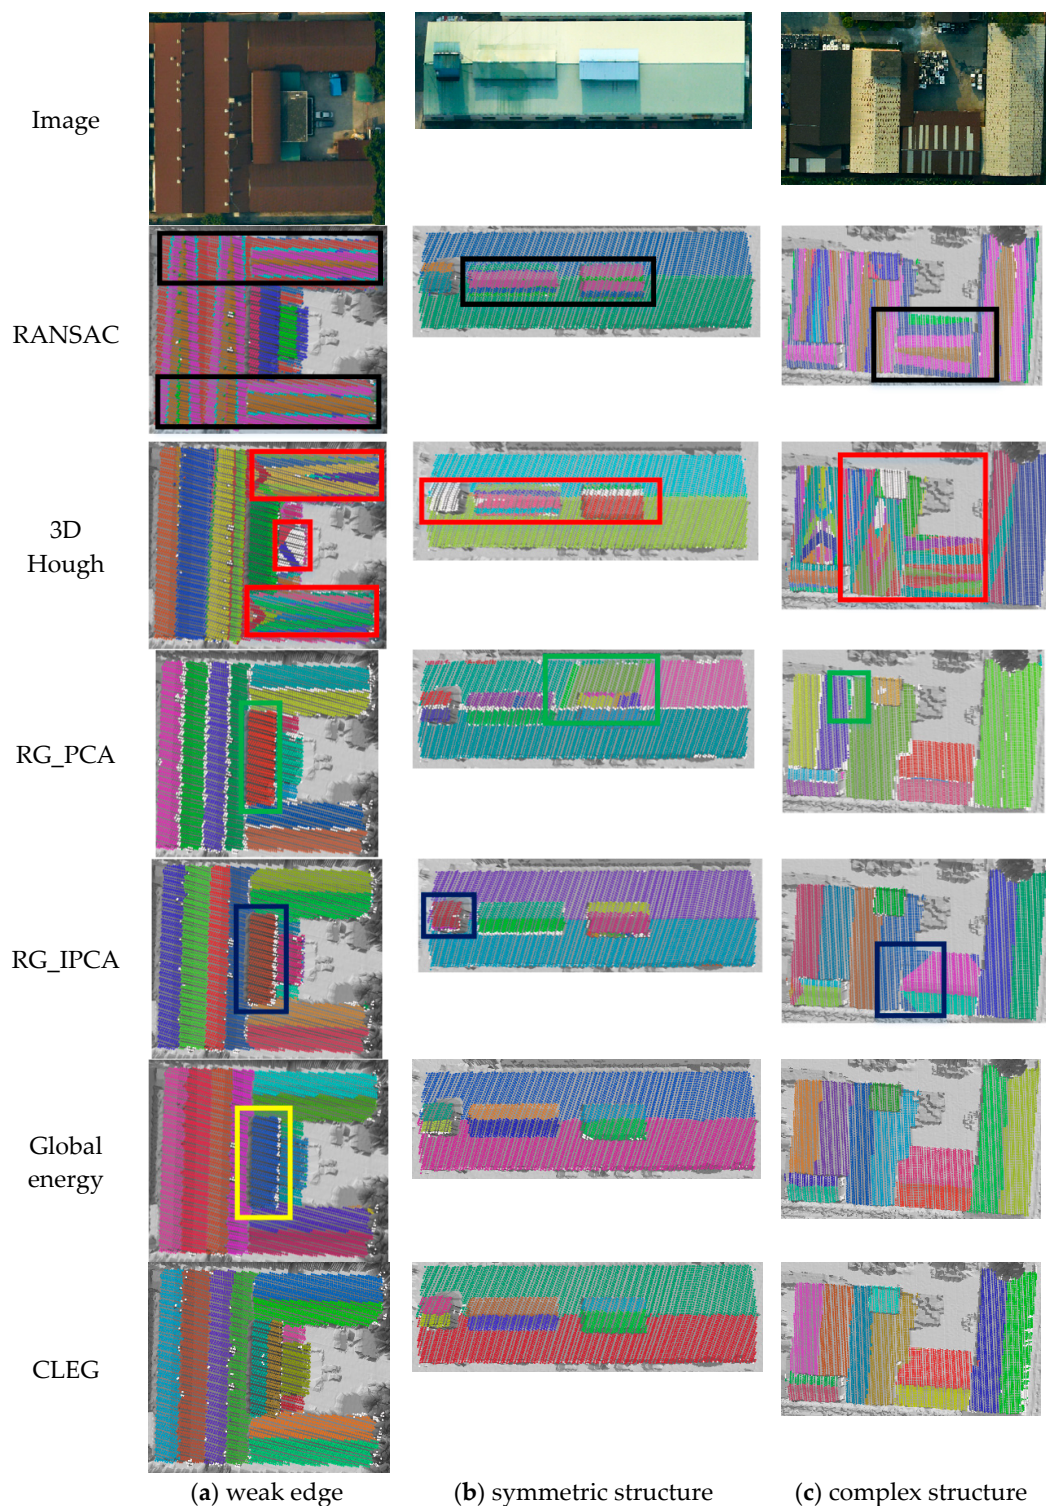 Image
RANSAC
3D
Hough
RG_PCA
RG_IPCA
Global
energy
CLEG
(a) weak edge
(b) symmetric structure
(c) complex structure